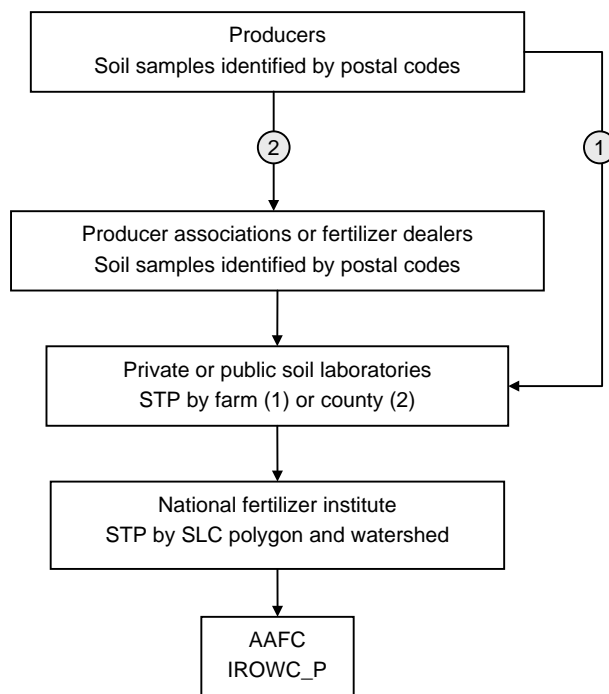 Producers
Soil samples identified by postal codes
2
1
Producer associations or fertilizer dealers
Soil samples identified by postal codes
Private or public soil laboratories
STP by farm (1) or county (2)
National fertilizer institute
STP by SLC polygon and watershed
AAFC
IROWC_P